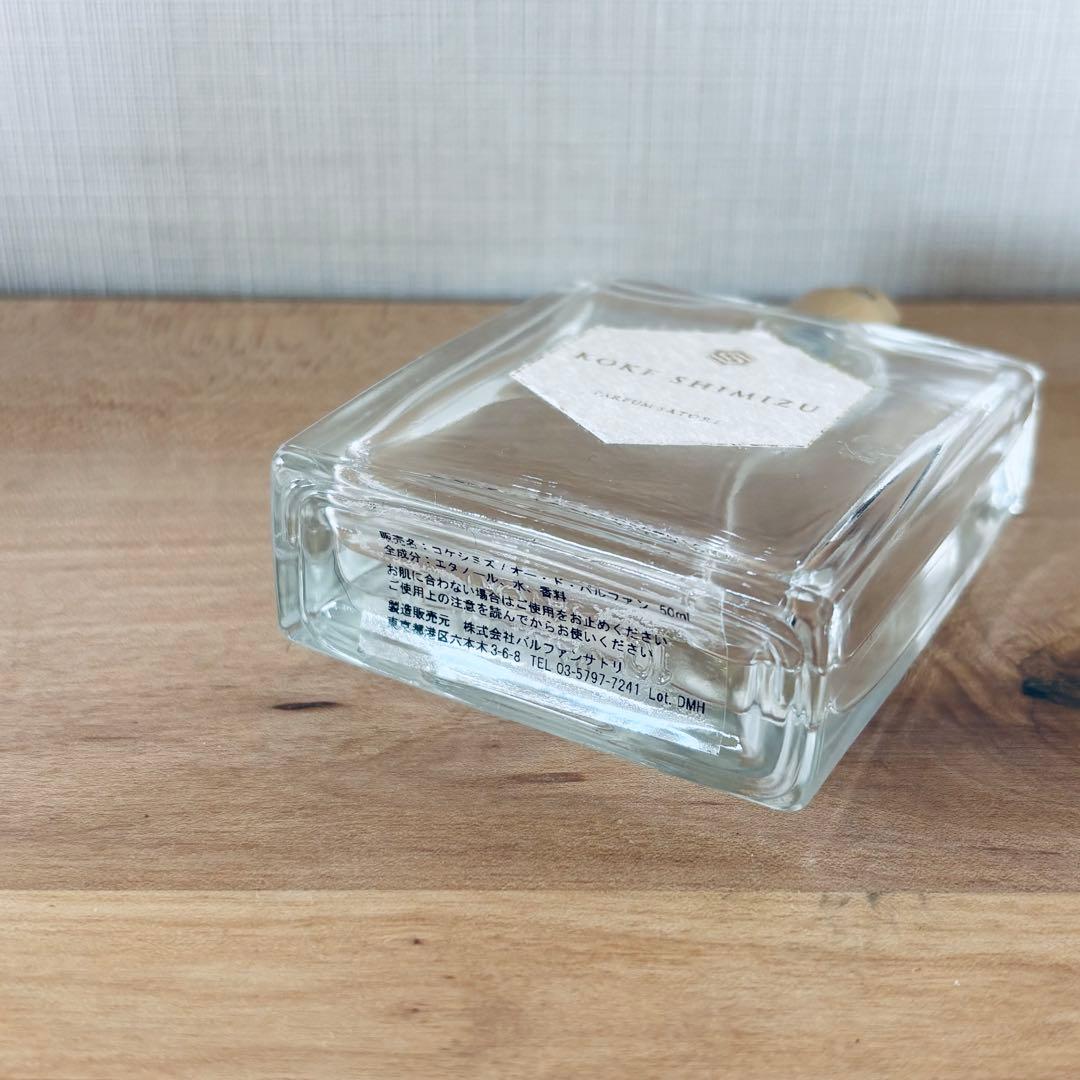 KOKE SHIMIZU
PARFUM SATORI
販売名：コケシミズ / オー・ド・パルファン 50ml
全成分：エタノール、水、香料
お肌に合わない場合はご使用をお止めください
ご使用上の注意を読んでからお使いください
製造販売元 株式会社パルファンサトリ
東京都港区六本木3-6-8 TEL 03-5797-7241 Lot. DMH